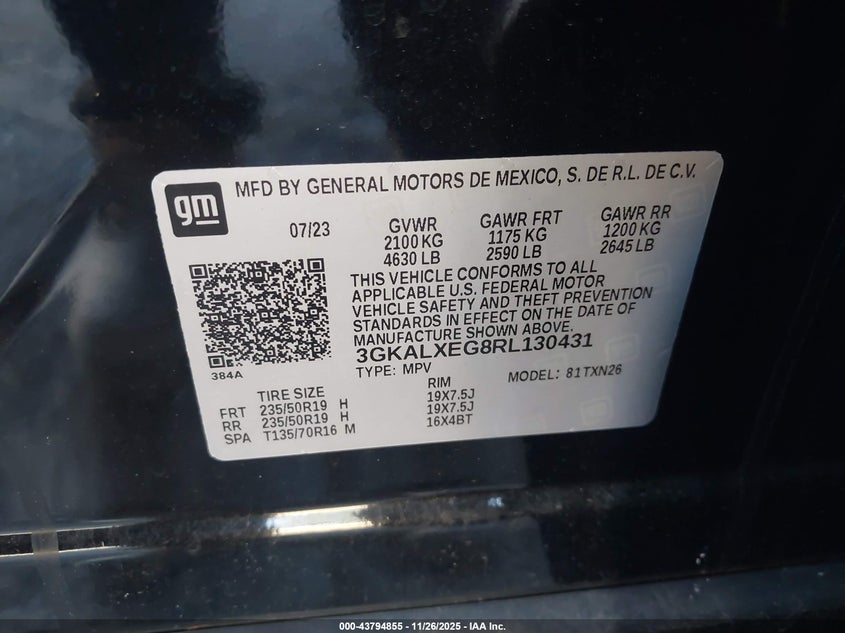 gm
MFD BY GENERAL MOTORS DE MEXICO, S. DE R.L. DE C.V.
07/23 GVWR GAWR FRT GAWR RR
2100 KG 1175 KG 1200 KG
4630 LB 2590 LB 2645 LB
THIS VEHICLE CONFORMS TO ALL
APPLICABLE U.S. FEDERAL MOTOR
VEHICLE SAFETY AND THEFT PREVENTION
STANDARDS IN EFFECT ON THE DATE OF
MANUFACTURE SHOWN ABOVE.
3GKALXEG8RL130431
384A
TYPE: MPV MODEL: 81TXN26
TIRE SIZE RIM
FRT 235/50R19 H 19X7.5J
RR 235/50R19 H 19X7.5J
SPA T135/70R16 M 16X4BT
000-43794855 - 11/26/2025 - IAA Inc.